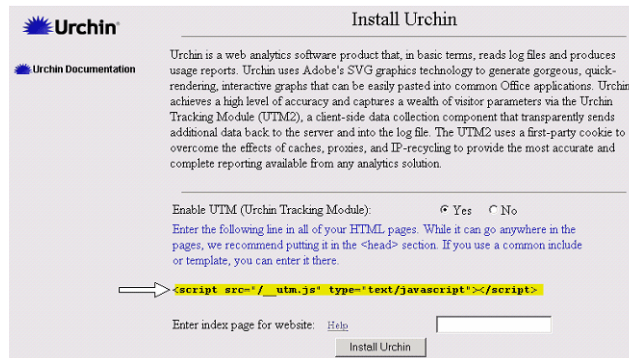 Urchin
Install Urchin
Urchin Documentation
Urchin is a web analytics software product that, in basic terms, reads log files and produces
usage reports. Urchin uses Adobe's SVG graphics technology to generate gorgeous, quick-
rendering, interactive graphs that can be easily pasted into common Office applications. Urchin
achieves a high level of accuracy and captures a wealth of visitor parameters via the Urchin
Tracking Module (UTM2), a client-side data collection component that transparently sends
additional data back to the server and into the log file. The UTM2 uses a first-party cookie to
overcome the effects of caches, proxies, and IP-recycling to provide the most accurate and
complete reporting available from any analytics solution.
Enable UTM (Urchin Tracking Module): Yes No
Enter the following line in all of your HTML pages. While it can go anywhere in the
pages, we recommend putting it in the <head> section. If you use a common include
or template, you can enter it there.
<script src="/__utm.js" type="text/javascript"></script>
Enter index page for website: Help
Install Urchin